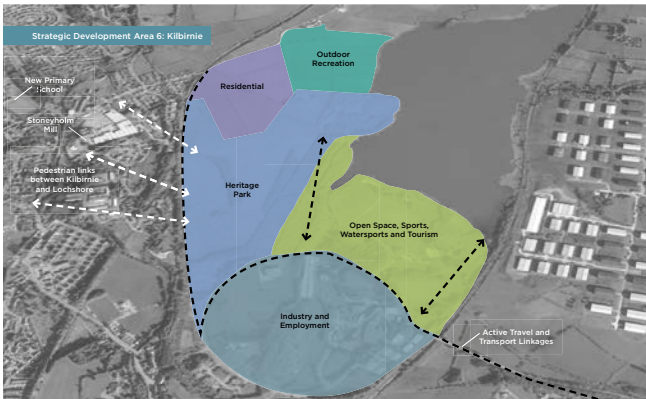 Strategic Development Area 6: Kilbirnie
Outdoor
Recreation
Residential
New Primary
School
Stoneyholm
Mill
Pedestrian links
between Kilbirnie
and Lochshore
Heritage
Park
Open Space, Sports,
Watersports and Tourism
Industry and
Employment
Active Travel and
Transport Linkages